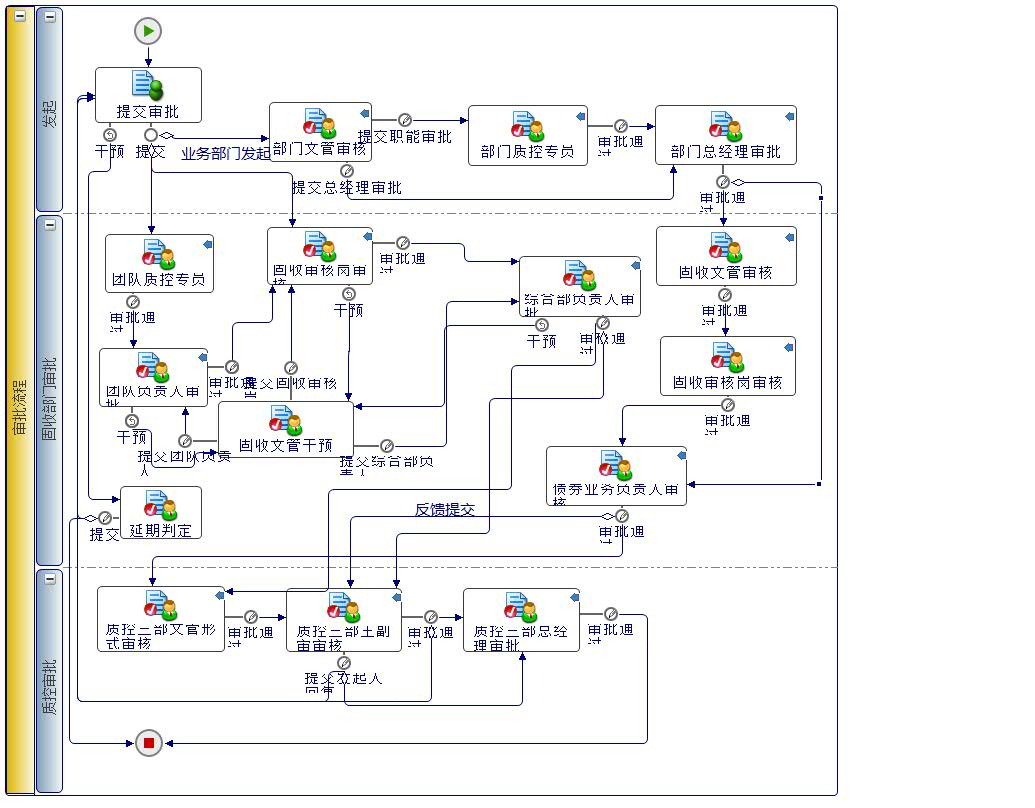 审批流程
发起
提交审批
干预
提交
业务部门发起
部门文管审核
提交职能审批
提交总经理审批
部门质控专员
审批通
过
部门总经理审批
审批通
过
固收部门审批
团队质控专员
审批通
过
固收审核岗审
核
审批通
过
干预
综合部负责人审
批
干预
审批通
过
固收文管审核
审批通
过
固收审核岗审核
审批通
过
团队负责人审
批
审批通
过
干预
提交固收审核
固收文管干预
提交团队负责
人
提交综合部负
责人
债券业务负责人审
核
反馈提交
审批通
过
延期判定
提交
质控审批
质控二部文官形
式审核
审批通
过
质控二部主副
审审核
审批通
过
提交发起人
回复
质控二部总经
理审批
审批通
过